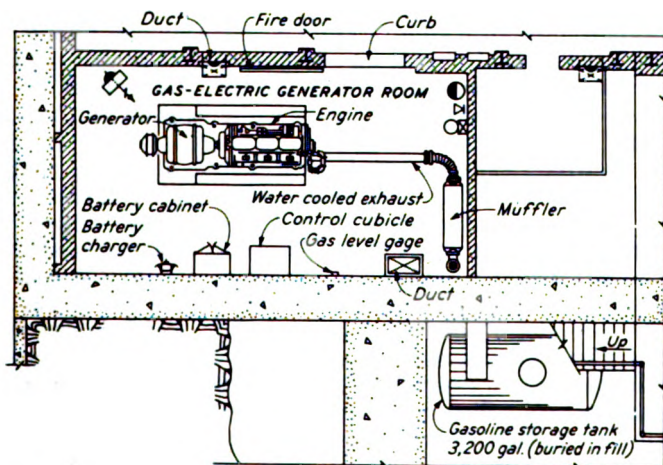 Duct
Fire door
Curb
GAS-ELECTRIC GENERATOR ROOM
Generator
Engine
Water cooled exhaust
Muffler
Battery cabinet
Control cubicle
Battery
charger
Gas level gage
Duct
Up
Gasoline storage tank
3,200 gal. (buried in fill)